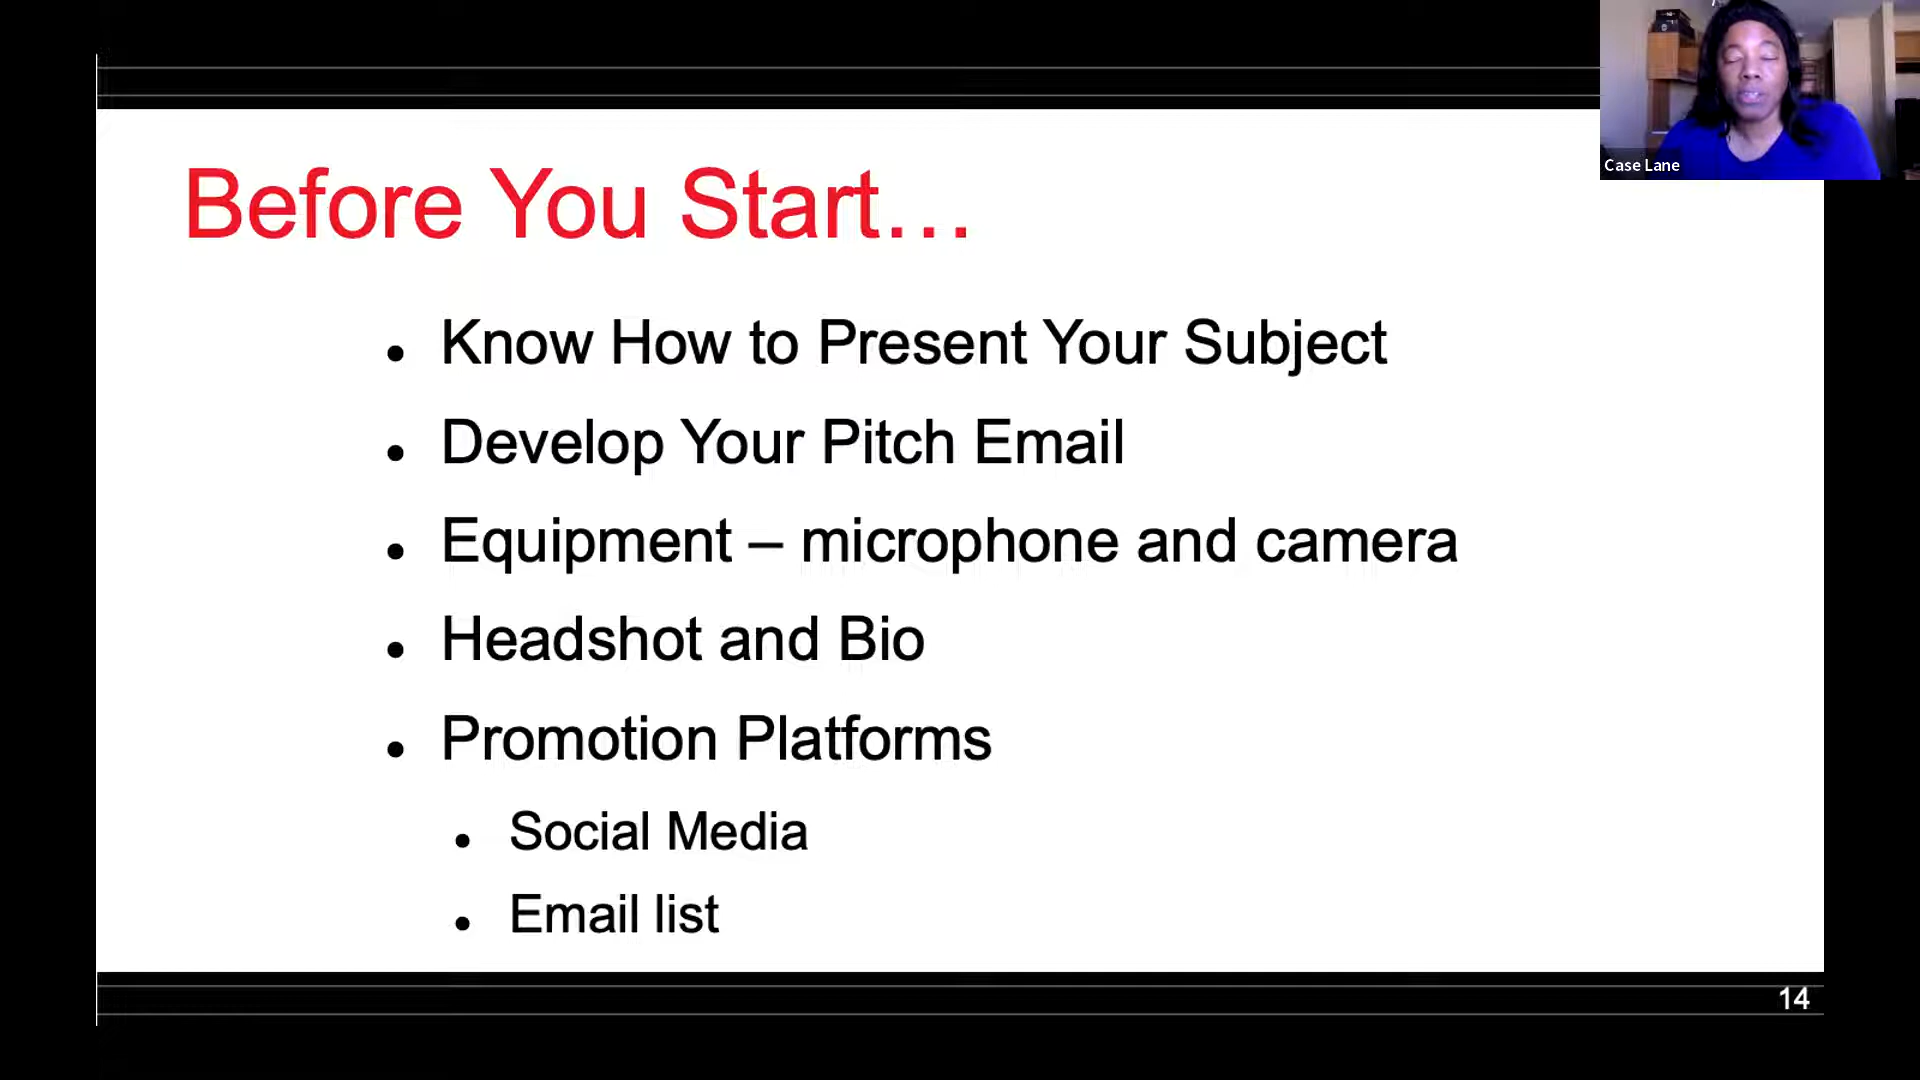 Case Lane
Before You Start…
• Know How to Present Your Subject
• Develop Your Pitch Email
• Equipment – microphone and camera
• Headshot and Bio
• Promotion Platforms
• Social Media
• Email list
14